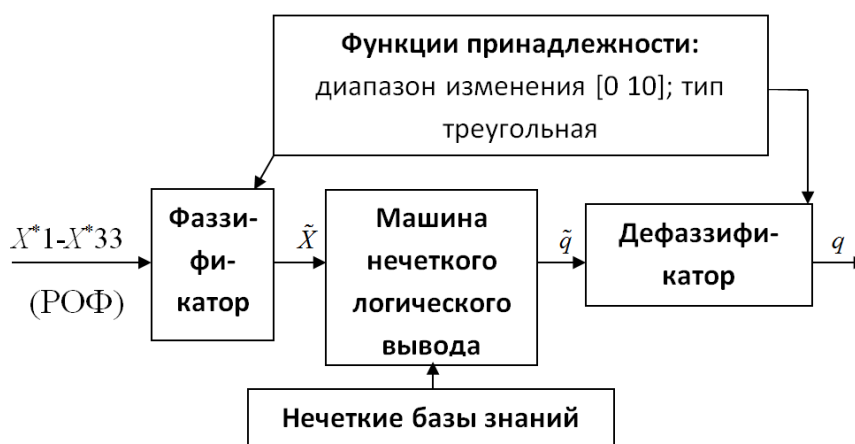 Функции принадлежности:
диапазон изменения [0 10]; тип
треугольная
X*1-X*33
(РОФ)
Фаззи-
фи-
катор
X̃
Машина
нечеткого
логического
вывода
q̃
Дефаззифи-
катор
q
Нечеткие базы знаний